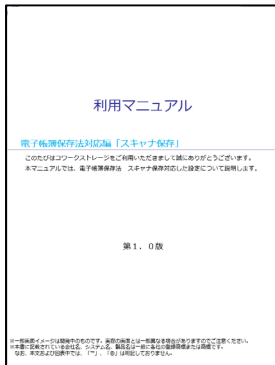 利用マニュアル
電子帳簿保存法対応編「スキャナ保存」
このたびはコワークストレージをご利用いただきまして誠にありがとうございます。
本マニュアルでは、電子帳簿保存法 スキャナ保存対応した設定について説明します。
第1.0版
※一部画面イメージは開発中のものです。実際の画面とは一部異なる場合がありますのでご注意ください。
※本書に記載されている会社名、システム名、製品名は一般に各社の登録商標または商標です。
なお、本文および図表中では、「™」、「®」は明記しておりません。